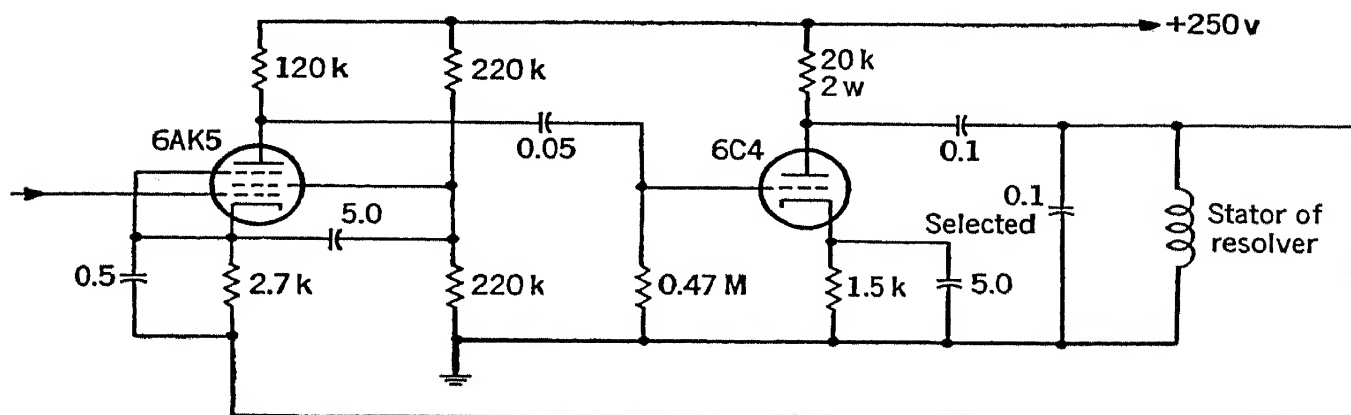 +250 v
120 k
220 k
20 k
2 w
6AK5
0.05
6C4
0.1
5.0
0.1
Selected
Stator of
resolver
0.5
2.7 k
220 k
0.47 M
1.5 k
5.0